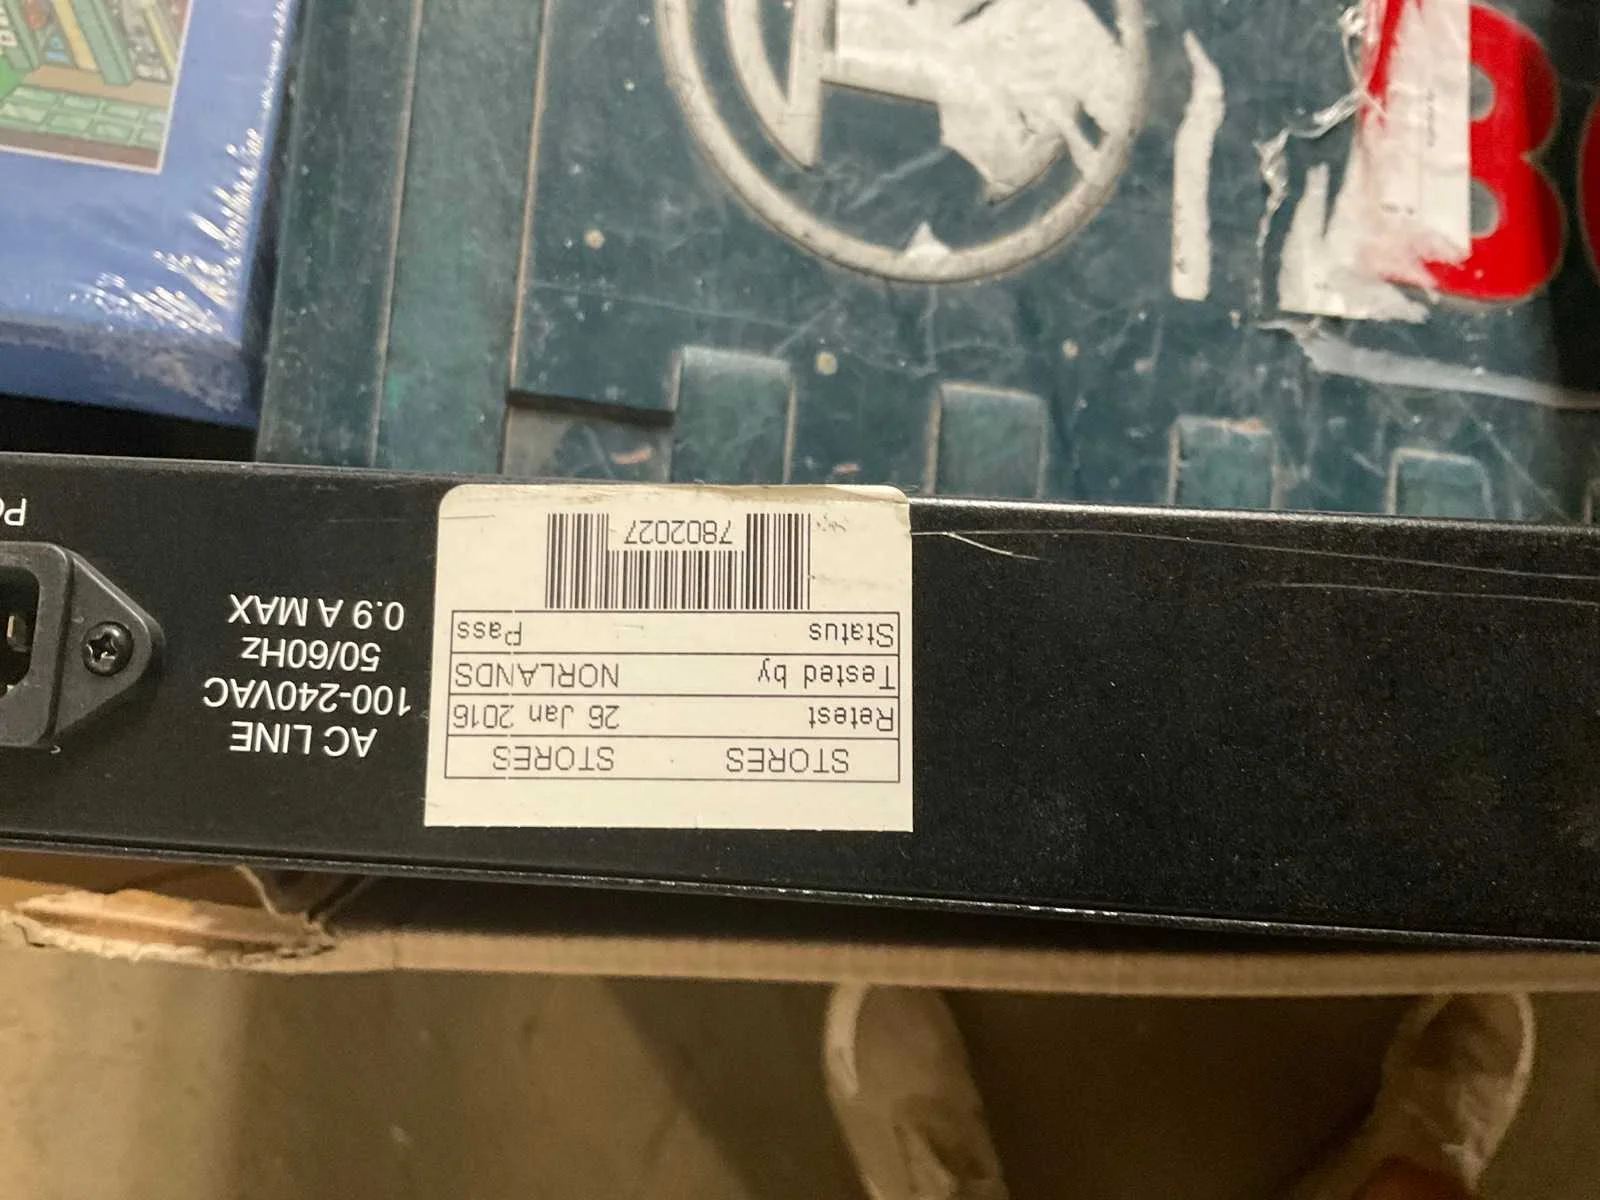 STORES STORES
Retest 26 Jan 2016
Tested by NORLANDS
Status Pass
7802027
AC LINE
100-240VAC
50/60Hz
0.9 A MAX